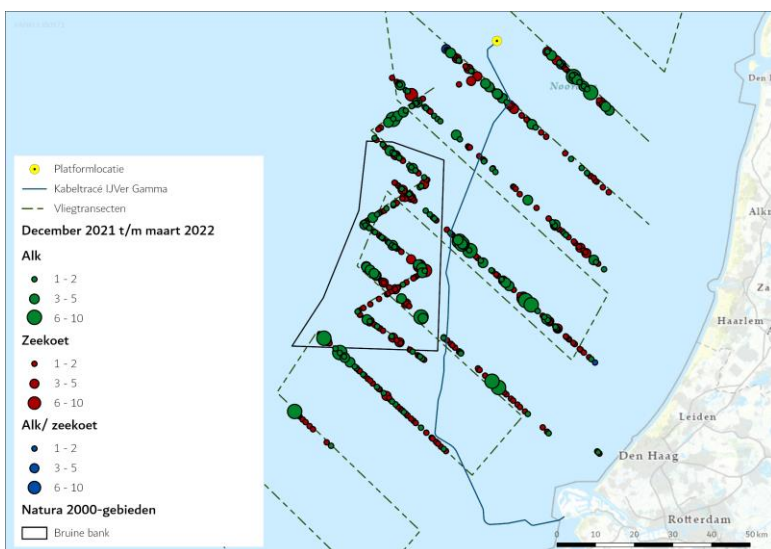 Platformlocatie
Kabeltracé IJVer Gamma
Vliegtransecten
December 2021 t/m maart 2022
Alk
1 - 2
3 - 5
6 - 10
Zeekoet
1 - 2
3 - 5
6 - 10
Alk/ zeekoet
1 - 2
3 - 5
6 - 10
Natura 2000-gebieden
Bruine bank
Noor
Den
Alk
Za
Haarlem
Leiden
Den Haag
Rotterdam
0 10 20 30 40 50 km